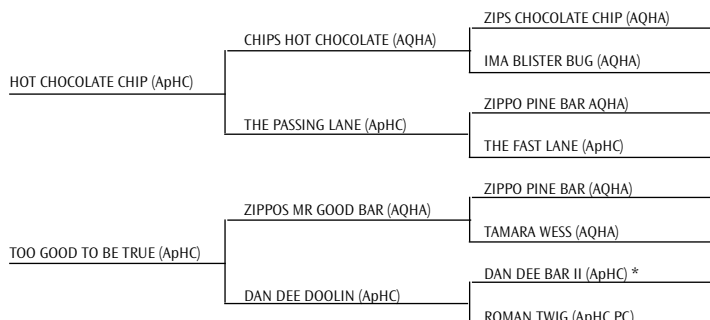 ZIPS CHOCOLATE CHIP (AQHA)
CHIPS HOT CHOCOLATE (AQHA)
IMA BLISTER BUG (AQHA)
HOT CHOCOLATE CHIP (ApHC)
ZIPPO PINE BAR AQHA)
THE PASSING LANE (ApHC)
THE FAST LANE (ApHC)
ZIPPO PINE BAR (AQHA)
ZIPPOS MR GOOD BAR (AQHA)
TAMARA WESS (AQHA)
TOO GOOD TO BE TRUE (ApHC)
DAN DEE BAR II (ApHC) *
DAN DEE DOOLIN (ApHC)
ROMAN TWIG (ApHC PC)